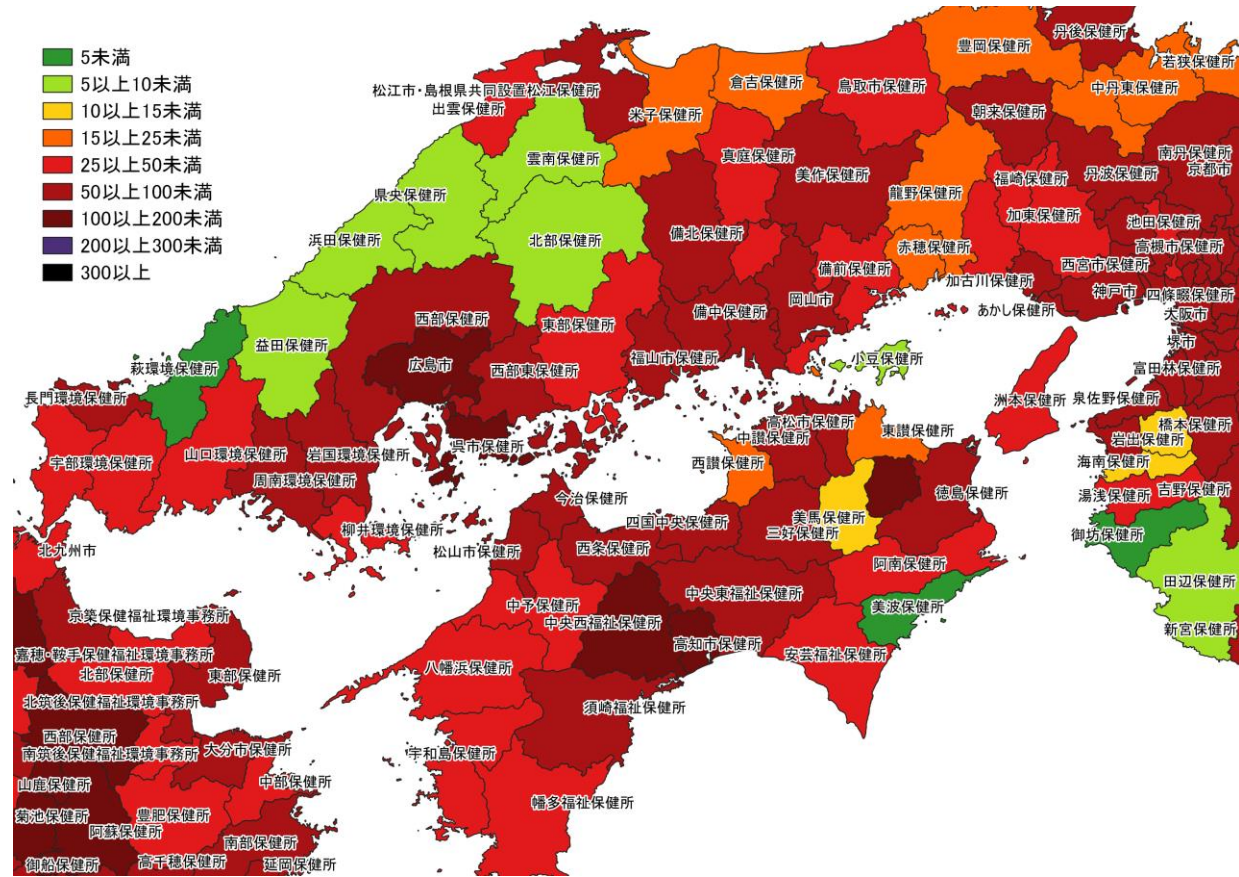 5未満
5以上10未満
10以上15未満
15以上25未満
25以上50未満
50以上100未満
100以上200未満
200以上300未満
300以上
丹後保健所
豊岡保健所
若狭保健所
松江市・島根県共同設置松江保健所
出雲保健所
米子保健所
倉吉保健所
鳥取市保健所
朝来保健所
中丹東保健所
雲南保健所
真庭保健所
美作保健所
龍野保健所
福崎保健所
丹波保健所
南丹保健所
京都市
県央保健所
浜田保健所
北部保健所
備北保健所
赤穂保健所
加東保健所
池田保健所
高槻市保健所
備前保健所
西宮市保健所
加古川保健所
神戸市
四條畷保健所
岡山市
あかし保健所
大阪市
西部保健所
東部保健所
備中保健所
堺市
益田保健所
萩環境保健所
広島市
西部東保健所
福山市保健所
小豆保健所
富田林保健所
長門環境保健所
洲本保健所
泉佐野保健所
高松市保健所
中讃保健所
東讃保健所
橋本保健所
岩出保健所
呉市保健所
宇部環境保健所
山口環境保健所
岩国環境保健所
西讃保健所
海南保健所
周南環境保健所
今治保健所
徳島保健所
湯浅保健所
吉野保健所
四国中央保健所
美馬保健所
三好保健所
柳井環境保健所
御坊保健所
北九州市
松山市保健所
西条保健所
阿南保健所
田辺保健所
中央東福祉保健所
美波保健所
中予保健所
京築保健福祉環境事務所
中央西福祉保健所
高知市保健所
安芸福祉保健所
新宮保健所
嘉穂・鞍手保健福祉環境事務所
北部保健所
東部保健所
八幡浜保健所
北筑後保健福祉環境事務所
須崎福祉保健所
西部保健所
南筑後保健福祉環境事務所
大分市保健所
宇和島保健所
山鹿保健所
中部保健所
菊池保健所
阿蘇保健所
豊肥保健所
幡多福祉保健所
南部保健所
御船保健所
高千穂保健所
延岡保健所